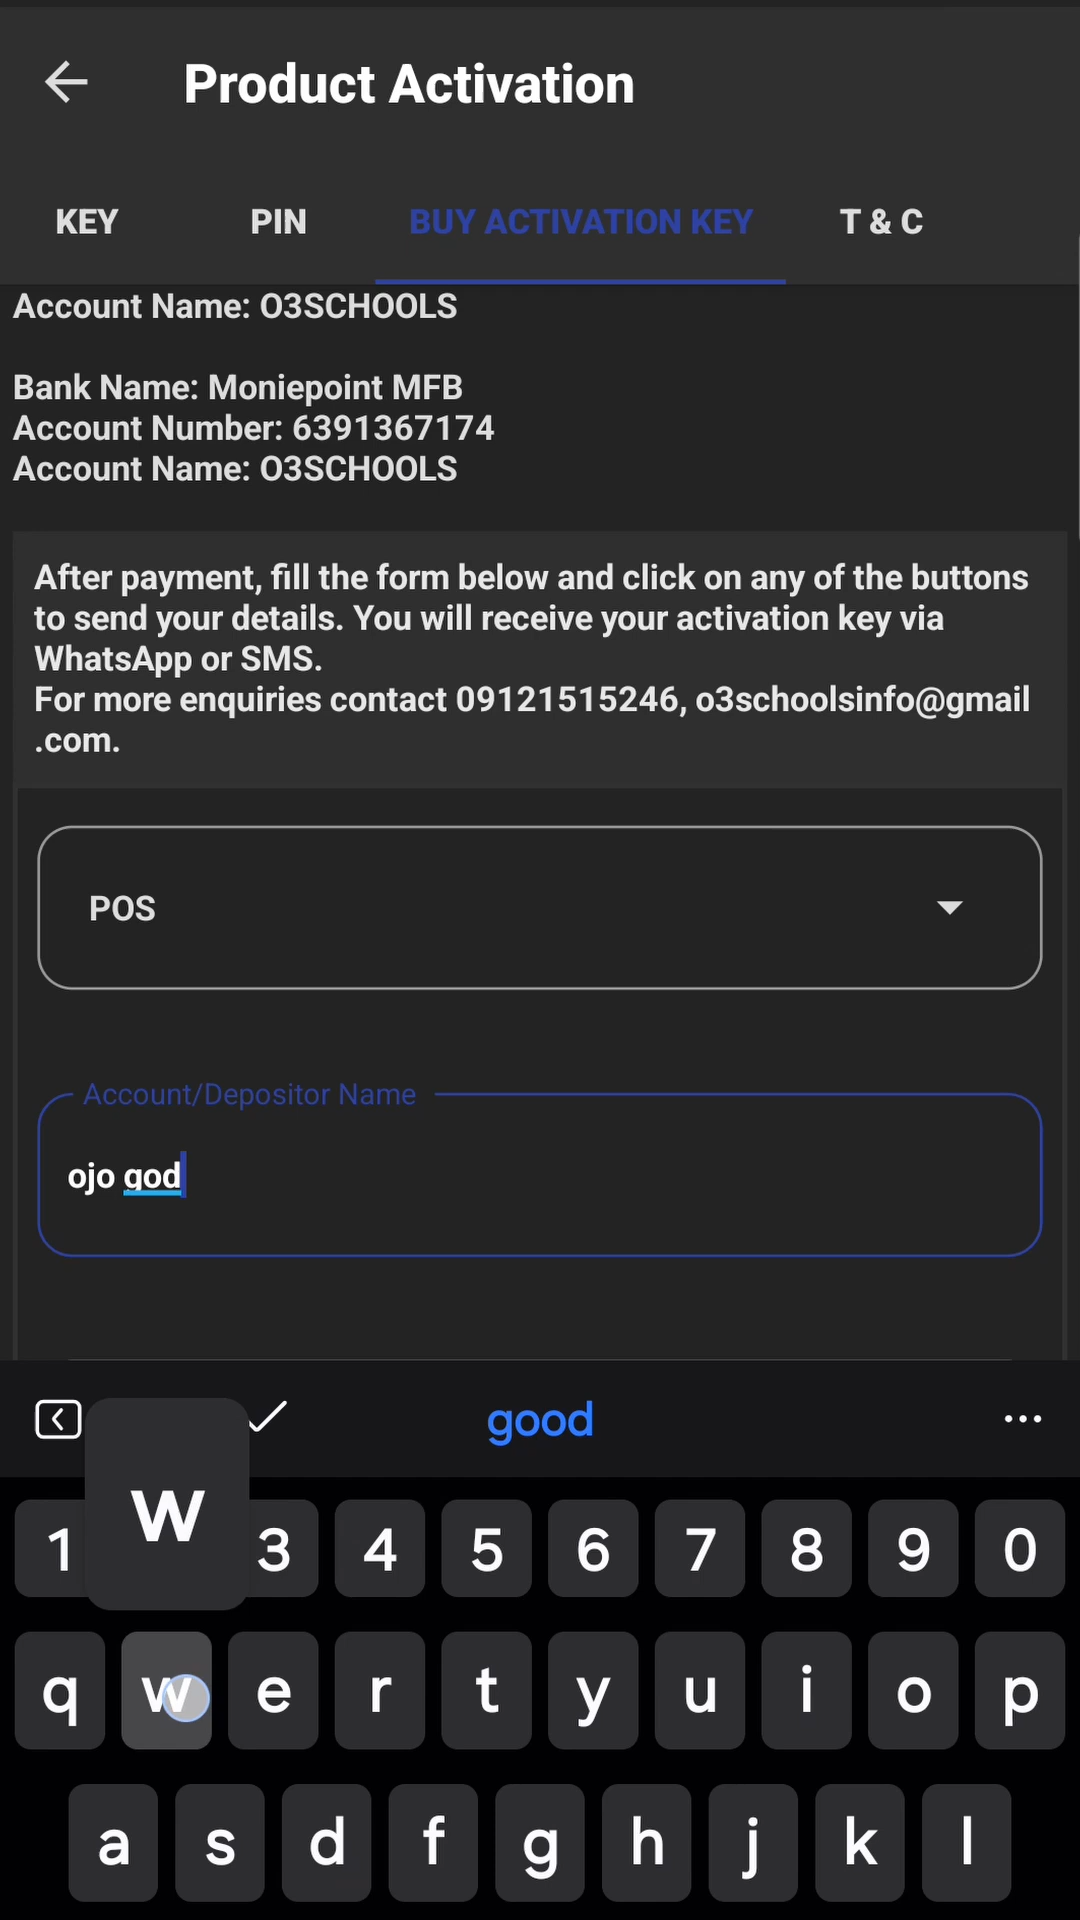 Product Activation
KEY PIN BUY ACTIVATION KEY T & C
Account Name: O3SCHOOLS
Bank Name: Moniepoint MFB
Account Number: 6391367174
Account Name: O3SCHOOLS
After payment, fill the form below and click on any of the buttons
to send your details. You will receive your activation key via
WhatsApp or SMS.
For more enquiries contact 09121515246, o3schoolsinfo@gmail
.com.
POS
Account/Depositor Name
ojo god
good
w
1 3 4 5 6 7 8 9 0
q w e r t y u i o p
a s d f g h j k l